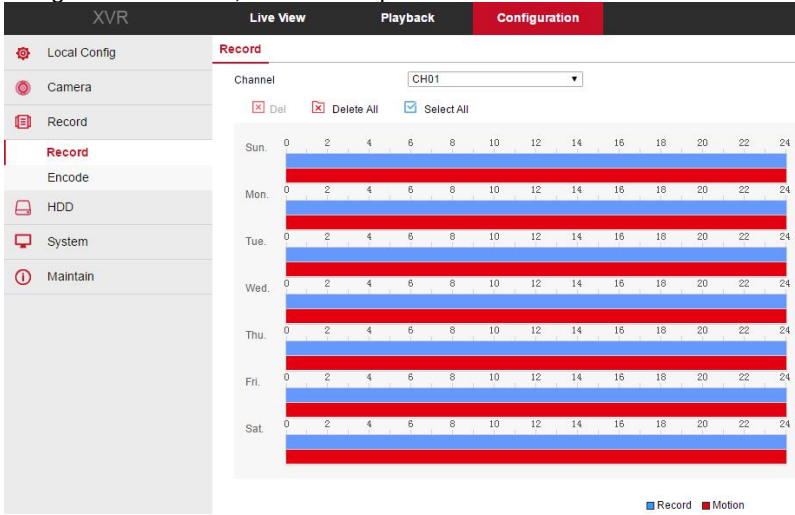 XVR Live View Playback Configuration
Local Config
Camera
Record
Record
Encode
HDD
System
Maintain
Record
Channel CH01
Del Delete All Select All
Sun. 0 2 4 6 8 10 12 14 16 18 20 22 24
Mon. 0 2 4 6 8 10 12 14 16 18 20 22 24
Tue. 0 2 4 6 8 10 12 14 16 18 20 22 24
Wed. 0 2 4 6 8 10 12 14 16 18 20 22 24
Thu. 0 2 4 6 8 10 12 14 16 18 20 22 24
Fri. 0 2 4 6 8 10 12 14 16 18 20 22 24
Sat. 0 2 4 6 8 10 12 14 16 18 20 22 24
Record Motion